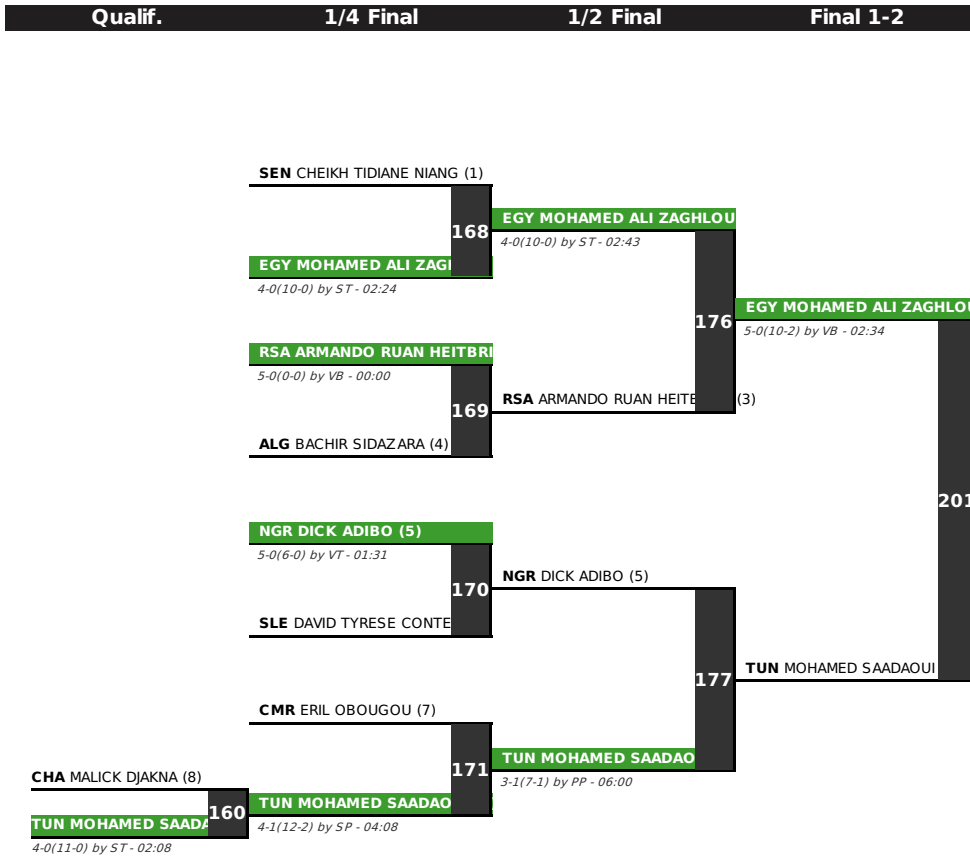 Qualif. 1/4 Final 1/2 Final Final 1-2
SEN CHEIKH TIDIANE NIANG (1)
168
EGY MOHAMED ALI ZAGHLOU
4-0(10-0) by ST - 02:43
EGY MOHAMED ALI ZAGH
4-0(10-0) by ST - 02:24
176
EGY MOHAMED ALI ZAGHLOU
5-0(10-2) by VB - 02:34
RSA ARMANDO RUAN HEITBRI
5-0(0-0) by VB - 00:00
169
RSA ARMANDO RUAN HEITB (3)
ALG BACHIR SIDAZARA (4)
201
NGR DICK ADIBO (5)
5-0(6-0) by VT - 01:31
170
NGR DICK ADIBO (5)
SLE DAVID TYRESE CONTE
177
TUN MOHAMED SAADAOUI
CMR ERIL OBOUGOU (7)
171
TUN MOHAMED SAADAO
3-1(7-1) by PP - 06:00
CHA MALICK DJAKNA (8)
160
TUN MOHAMED SAADAO
4-1(12-2) by SP - 04:08
TUN MOHAMED SAADA
4-0(11-0) by ST - 02:08